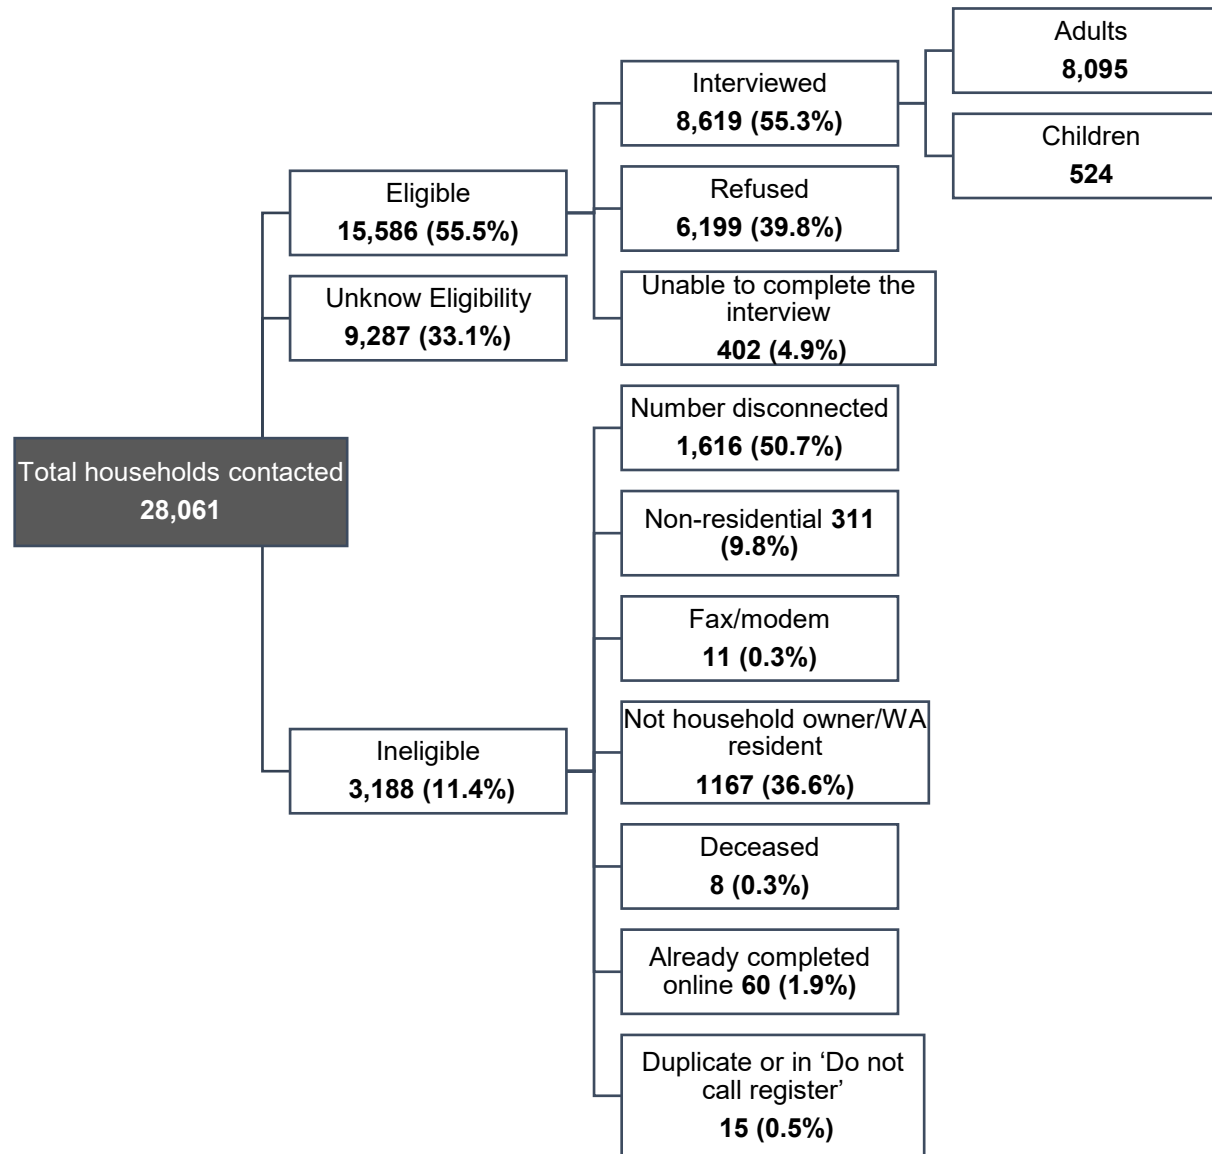 Adults
8,095
Interviewed
8,619 (55.3%)
Children
524
Eligible
15,586 (55.5%)
Refused
6,199 (39.8%)
Unknow Eligibility
9,287 (33.1%)
Unable to complete the
interview
402 (4.9%)
Number disconnected
1,616 (50.7%)
Total households contacted
28,061
Non-residential 311
(9.8%)
Fax/modem
11 (0.3%)
Not household owner/WA
resident
1167 (36.6%)
Ineligible
3,188 (11.4%)
Deceased
8 (0.3%)
Already completed
online 60 (1.9%)
Duplicate or in ‘Do not
call register’
15 (0.5%)